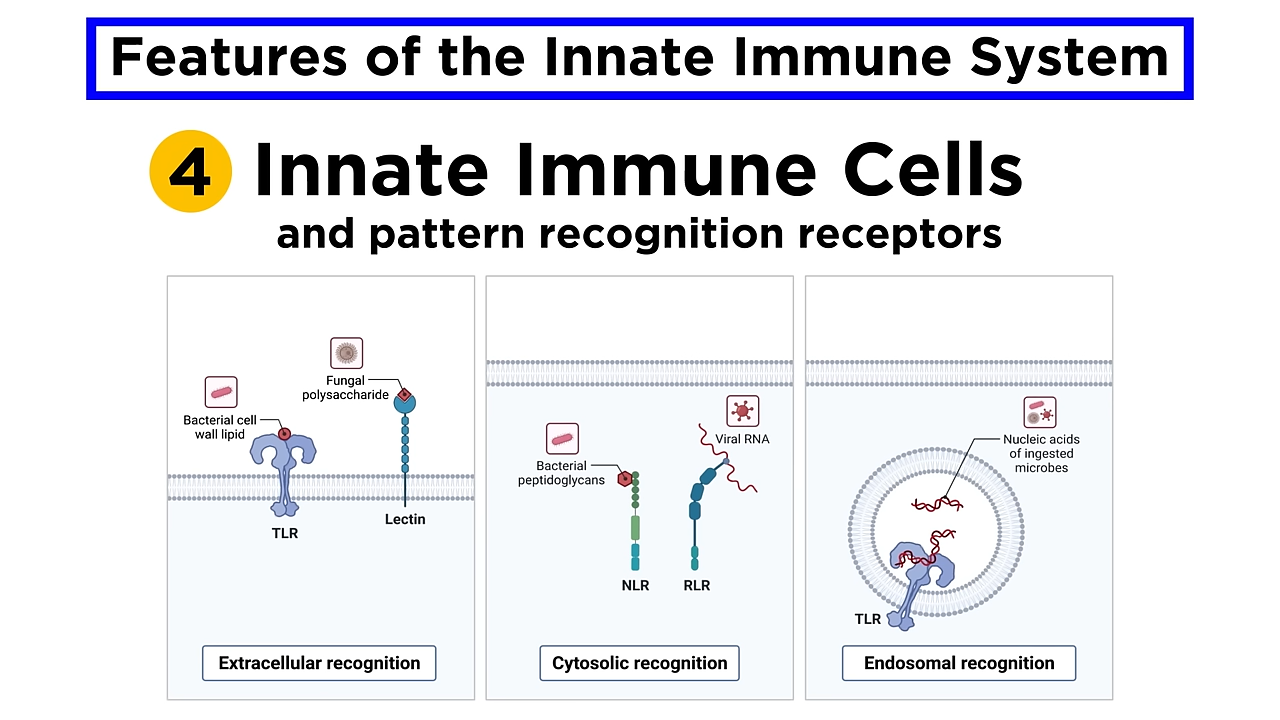 Features of the Innate Immune System
4 Innate Immune Cells
and pattern recognition receptors
Fungal
polysaccharide
Bacterial cell
wall lipid
TLR
Lectin
Extracellular recognition
Viral RNA
Bacterial
peptidoglycans
NLR
RLR
Cytosolic recognition
Nucleic acids
of ingested
microbes
TLR
Endosomal recognition